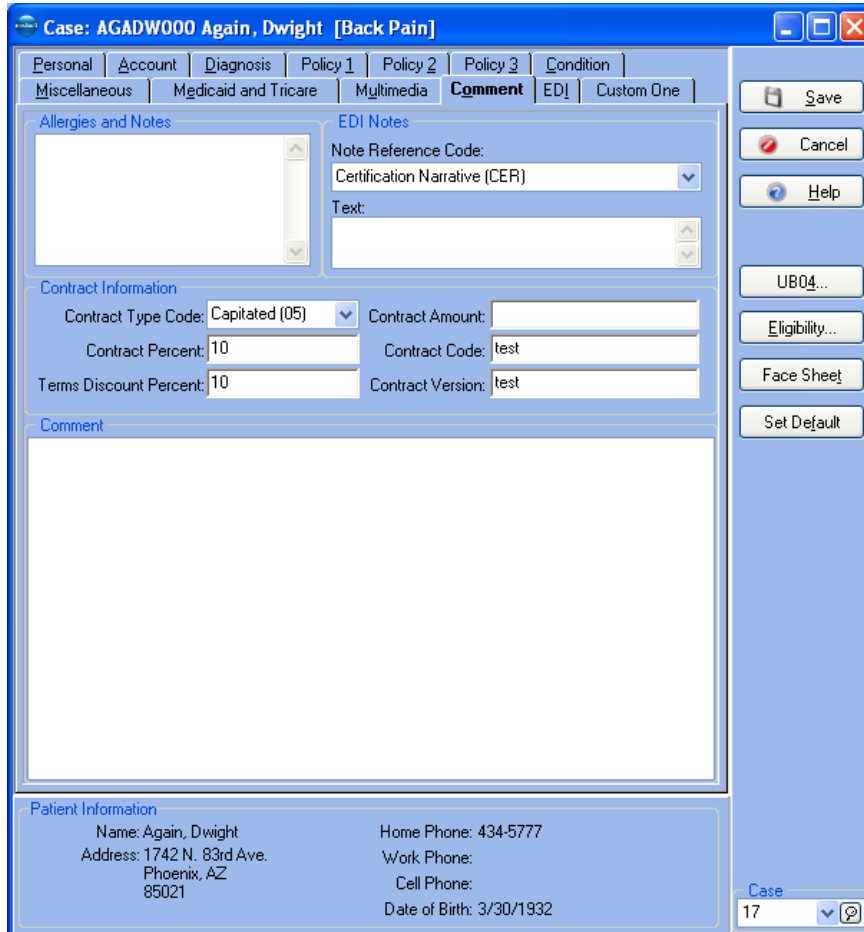 Case: AGADW000 Again, Dwight [Back Pain]
Personal Account Diagnosis Policy 1 Policy 2 Policy 3 Condition
Miscellaneous Medicaid and Tricare Multimedia Comment EDI Custom One
Save
Cancel
Help
UB04...
Eligibility...
Face Sheet
Set Default
Allergies and Notes
EDI Notes
Note Reference Code:
Certification Narrative (CER)
Text:
Contract Information
Contract Type Code: Capitated (05) Contract Amount:
Contract Percent: 10 Contract Code: test
Terms Discount Percent: 10 Contract Version: test
Comment
Patient Information
Name: Again, Dwight Home Phone: 434-5777
Address: 1742 N. 83rd Ave. Work Phone:
Phoenix, AZ Cell Phone:
85021
Date of Birth: 3/30/1932
Case
17